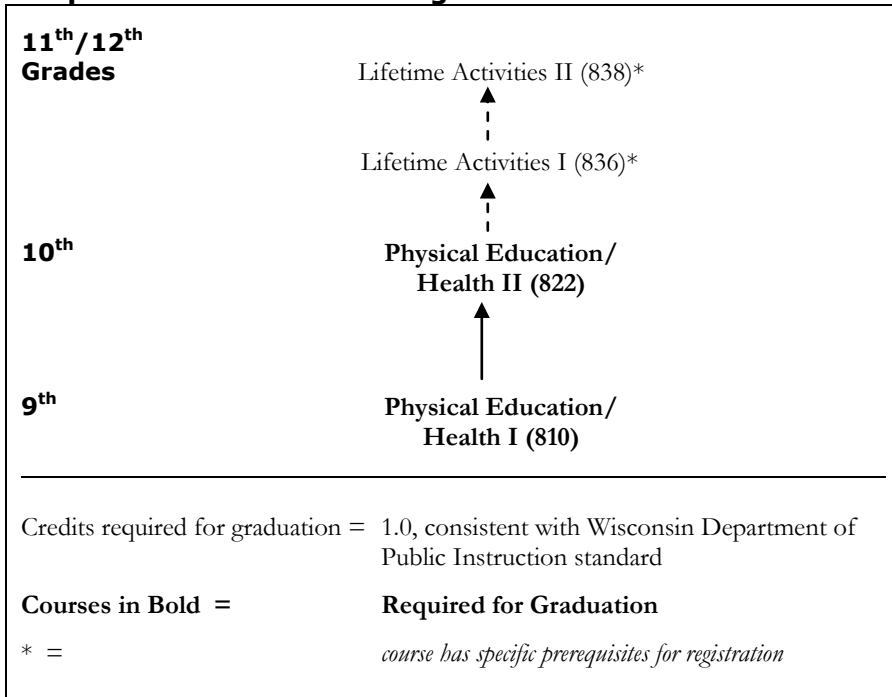 11th/12th
Grades
Lifetime Activities II (838)*
Lifetime Activities I (836)*
10th
Physical Education/
Health II (822)
9th
Physical Education/
Health I (810)
Credits required for graduation = 1.0, consistent with Wisconsin Department of
Public Instruction standard
Courses in Bold = Required for Graduation
* = course has specific prerequisites for registration